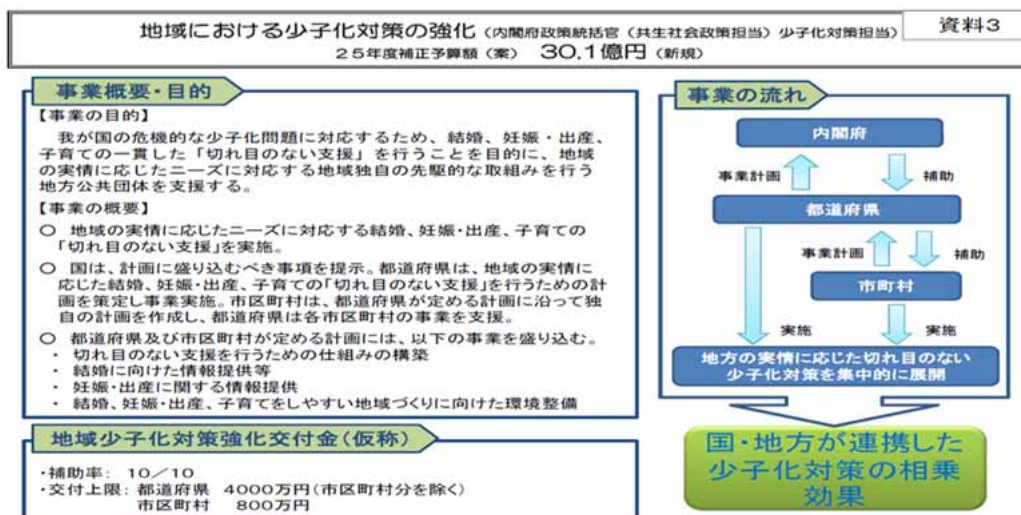 地域における少子化対策の強化（内閣府政策統括官（共生社会政策担当）少子化対策担当）
資料3
25年度補正予算額（案） 30.1億円（新規）
事業概要・目的
【事業の目的】
我が国の危機的な少子化問題に対応するため、結婚、妊娠・出産、
子育ての一貫した「切れ目のない支援」を行うことを目的に、地域
の実情に応じたニーズに対応する地域独自の先駆的な取組みを行う
地方公共団体を支援する。
【事業の概要】
○ 地域の実情に応じたニーズに対応する結婚、妊娠・出産、子育ての
「切れ目のない支援」を実施。
○ 国は、計画に盛り込むべき事項を提示。都道府県は、地域の実情に
応じた結婚、妊娠・出産、子育ての「切れ目のない支援」を行うための計
画を策定し事業実施。市区町村は、都道府県が定める計画に沿って独
自の計画を作成し、都道府県は各市区町村の事業を支援。
○ 都道府県及び市区町村が定める計画には、以下の事業を盛り込む。
・ 切れ目のない支援を行うための仕組みの構築
・ 結婚に向けた情報提供等
・ 妊娠・出産に関する情報提供
・ 結婚、妊娠・出産、子育てをしやすい地域づくりに向けた環境整備
地域少子化対策強化交付金（仮称）
・補助率： 10／10
・交付上限： 都道府県 4000万円（市区町村分を除く）
市区町村 800万円
事業の流れ
内閣府
事業計画
補助
都道府県
事業計画
補助
市町村
実施
実施
地方の実情に応じた切れ目のない
少子化対策を集中的に展開
国・地方が連携した
少子化対策の相乗
効果